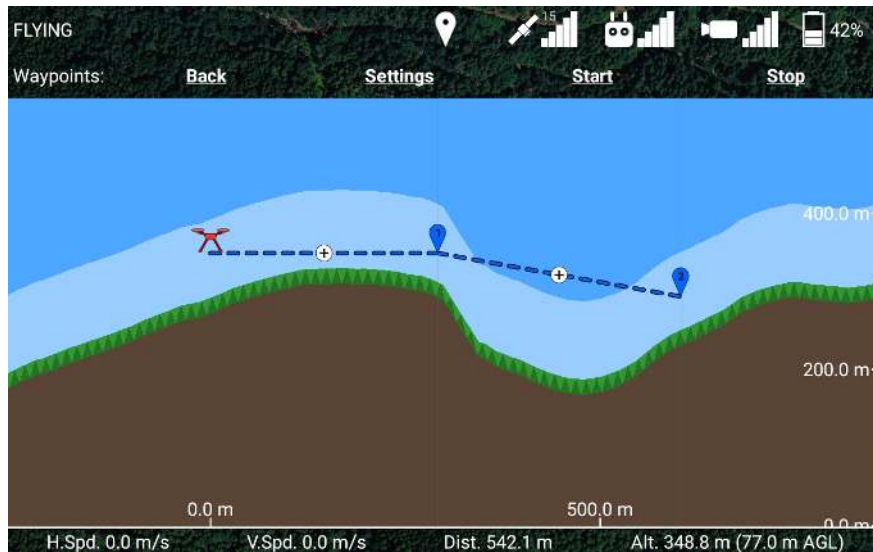 FLYING 15 42%
Waypoints: Back Settings Start Stop
400.0 m
1
2
200.0 m
0.0 m 500.0 m
0.0 m
H.Spd. 0.0 m/s V.Spd. 0.0 m/s Dist. 542.1 m Alt. 348.8 m (77.0 m AGL)